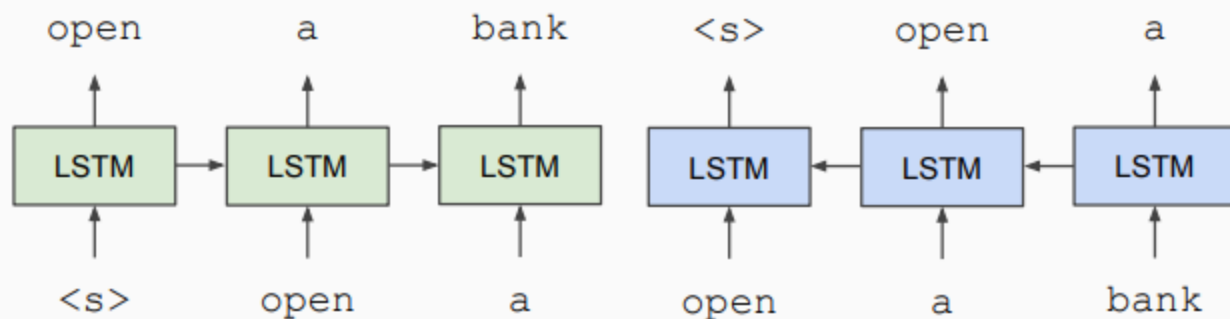 open a bank <s> open a
LSTM LSTM LSTM LSTM LSTM LSTM
<s> open a open a bank